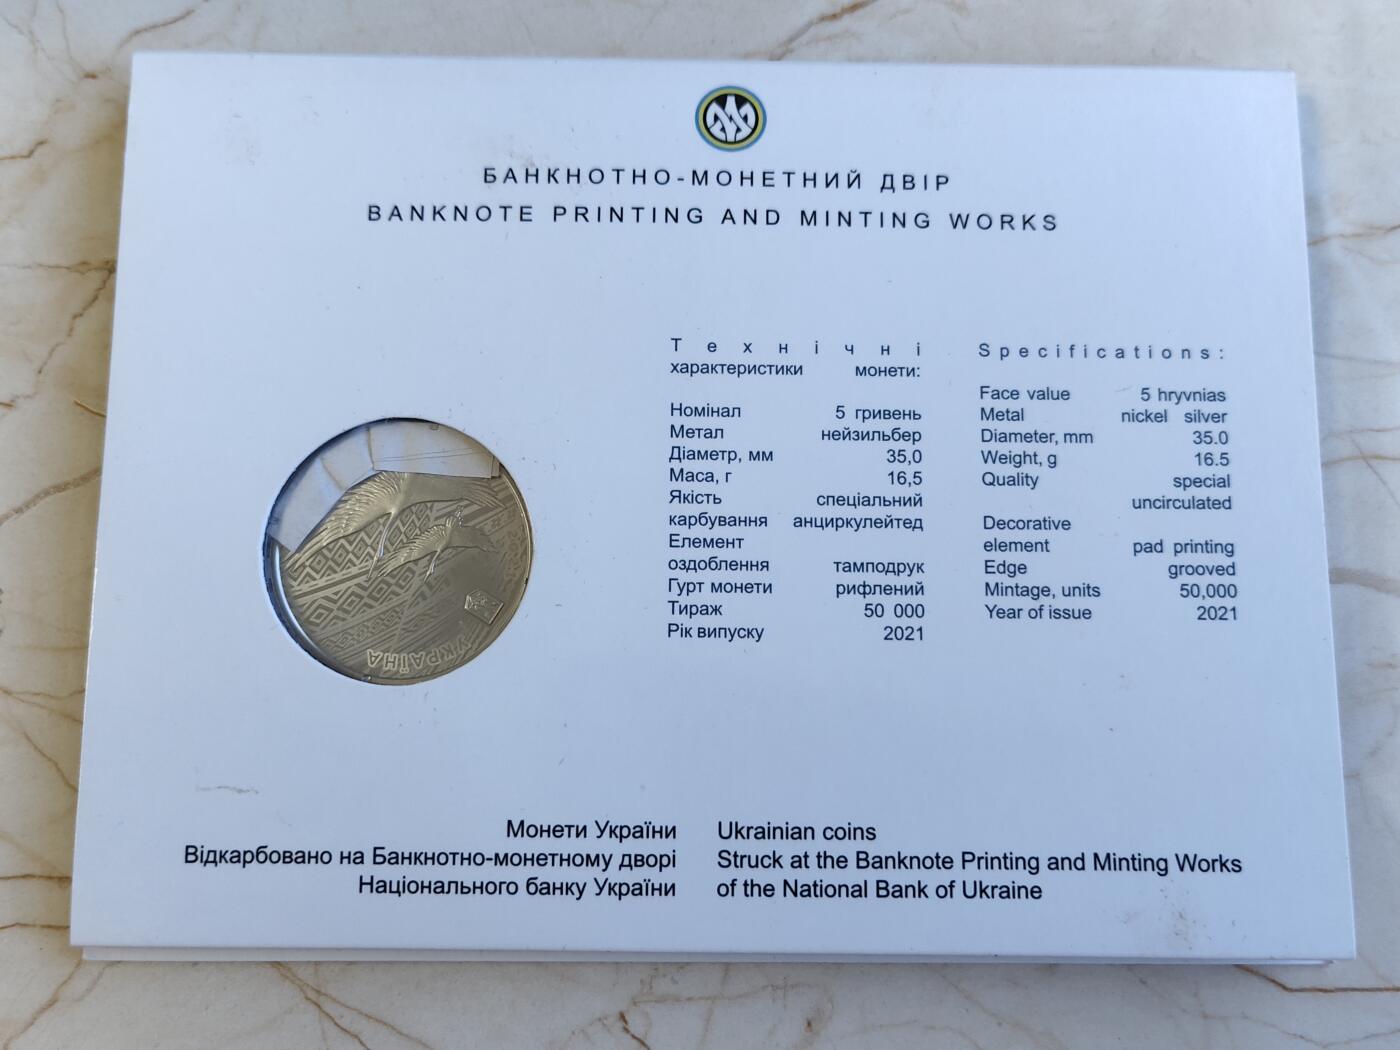 БАНКНОТНО-МОНЕТНИЙ ДВІР
BANKNOTE PRINTING AND MINTING WORKS
Технічні
характеристики монети:
Номінал 5 гривень
Метал нейзильбер
Діаметр, мм 35,0
Маса, г 16,5
Якість спеціальний
карбування анциркулейтед
Елемент
оздоблення тамподрук
Гурт монети рифлений
Тираж 50 000
Рік випуску 2021
Specifications:
Face value 5 hryvnias
Metal nickel silver
Diameter, mm 35.0
Weight, g 16.5
Quality special
uncirculated
Decorative
element pad printing
Edge grooved
Mintage, units 50,000
Year of issue 2021
УКРАЇНА
Монети України
Відкарбовано на Банкнотно-монетному дворі
Національного банку України
Ukrainian coins
Struck at the Banknote Printing and Minting Works
of the National Bank of Ukraine